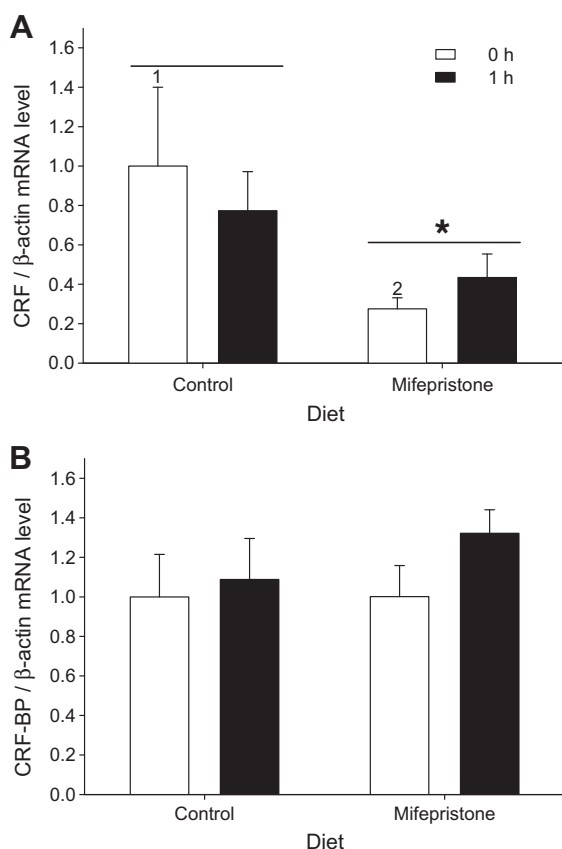 A
CRF / β-actin mRNA level
1.6
1.4
1.2
1.0
0.8
0.6
0.4
0.2
0.0
1
2
*
0 h
1 h
Control
Mifepristone
Diet
B
CRF-BP / β-actin mRNA level
1.6
1.4
1.2
1.0
0.8
0.6
0.4
0.2
0.0
Control
Mifepristone
Diet